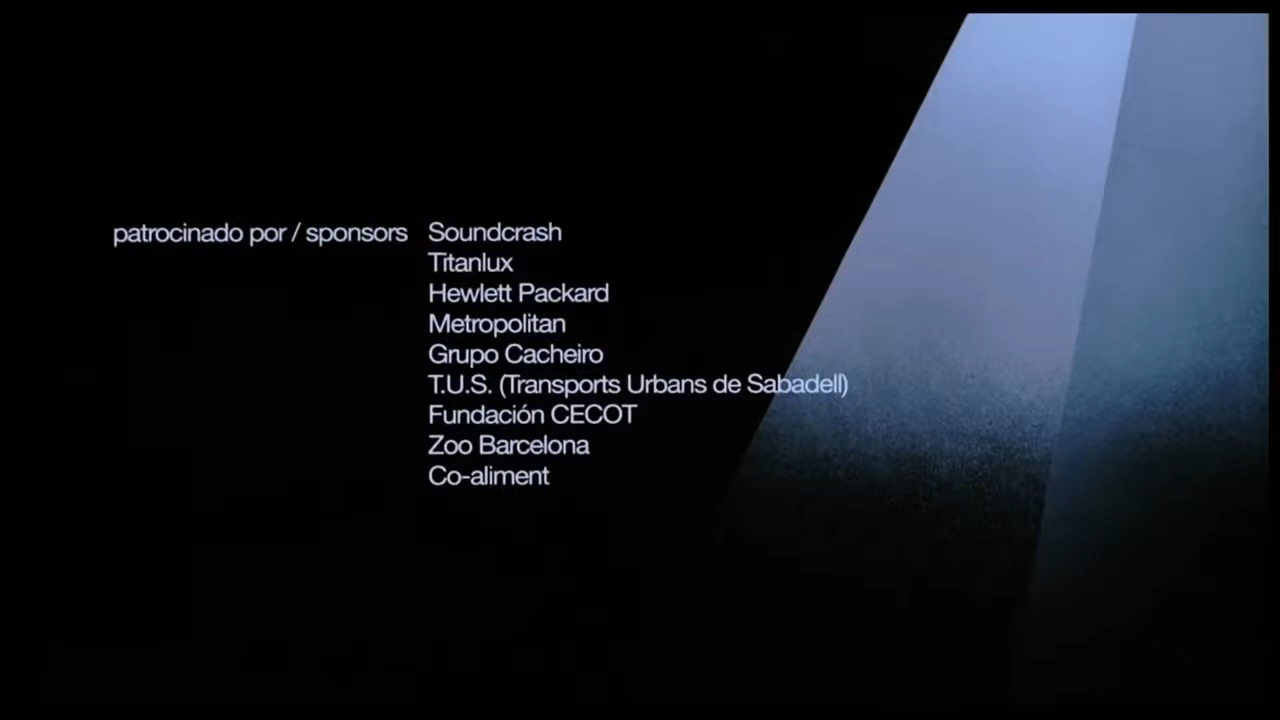 patrocinado por / sponsors Soundcrash
Titanlux
Hewlett Packard
Metropolitan
Grupo Cacheiro
T.U.S. (Transports Urbans de Sabadell)
Fundación CECOT
Zoo Barcelona
Co-aliment